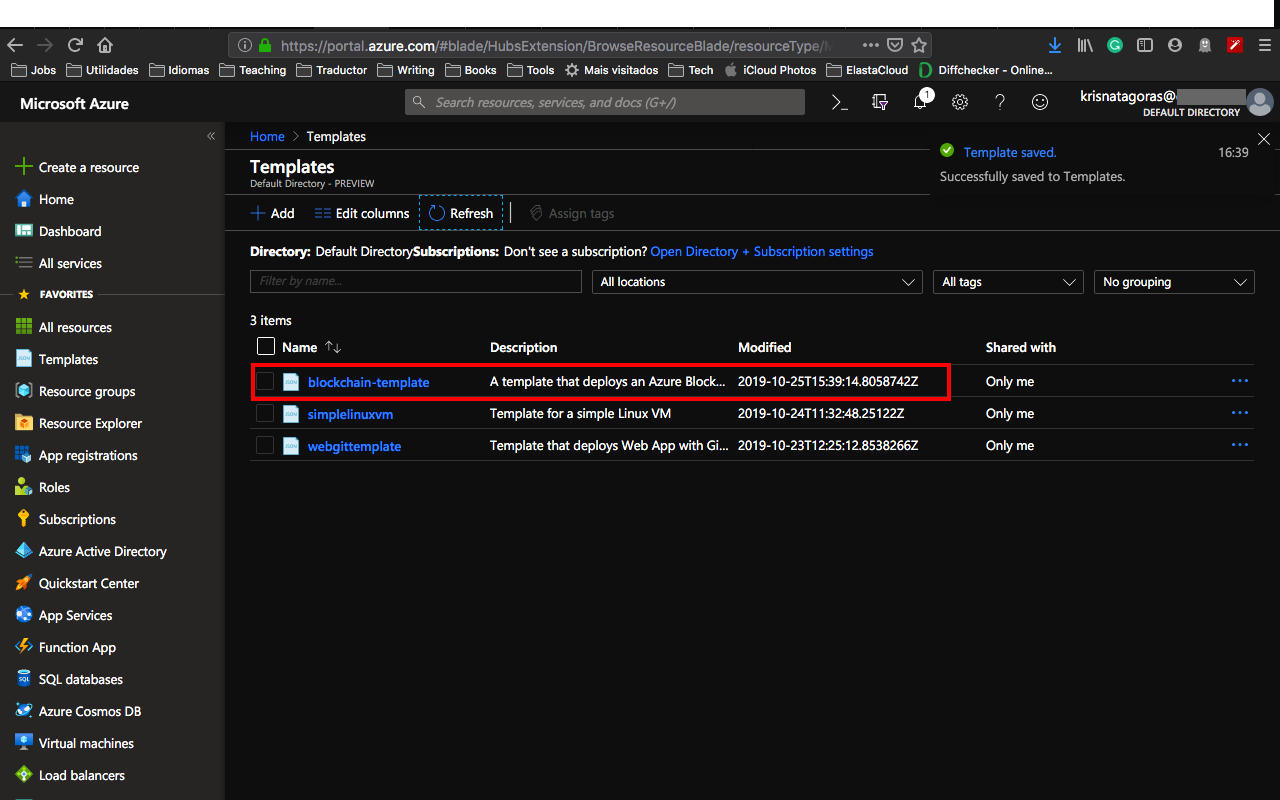 https://portal.azure.com/#blade/HubsExtension/BrowseResourceBlade/resourceType/
Jobs Utilidades Idiomas Teaching Traductor Writing Books Tools Mais visitados Tech iCloud Photos ElastaCloud Diffchecker - Online...
Microsoft Azure
Search resources, services, and docs (G+/)
1
krisnatagoras@
DEFAULT DIRECTORY
Home > Templates
Templates
Default Directory - PREVIEW
Template saved. 16:39
Successfully saved to Templates.
Add Edit columns Refresh Assign tags
Directory: Default DirectorySubscriptions: Don't see a subscription? Open Directory + Subscription settings
Filter by name... All locations All tags No grouping
3 items
Name Description Modified Shared with
blockchain-template A template that deploys an Azure Block... 2019-10-25T15:39:14.8058742Z Only me
simplelinuxvm Template for a simple Linux VM 2019-10-24T11:32:48.25122Z Only me
webgittemplate Template that deploys Web App with Gi... 2019-10-23T12:25:12.8538266Z Only me
Create a resource
Home
Dashboard
All services
FAVORITES
All resources
Templates
Resource groups
Resource Explorer
App registrations
Roles
Subscriptions
Azure Active Directory
Quickstart Center
App Services
Function App
SQL databases
Azure Cosmos DB
Virtual machines
Load balancers